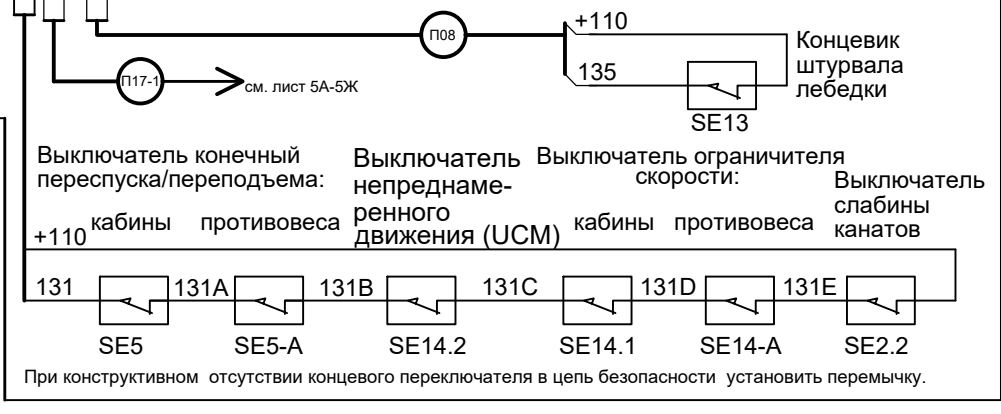 П08
+110
135
Концевик
штурвала
лебедки
SE13
П17-1
см. лист 5А-5Ж
Выключатель конечный
переспуска/переподъема:
кабины противовеса
Выключатель
непреднаме-
ренного
движения (UCM)
Выключатель ограничителя
скорости:
кабины противовеса
Выключатель
слабины
канатов
+110
131 131A 131B 131C 131D 131E
SE5 SE5-A SE14.2 SE14.1 SE14-A SE2.2
При конструктивном отсутствии концевого переключателя в цепь безопасности установить перемычку.